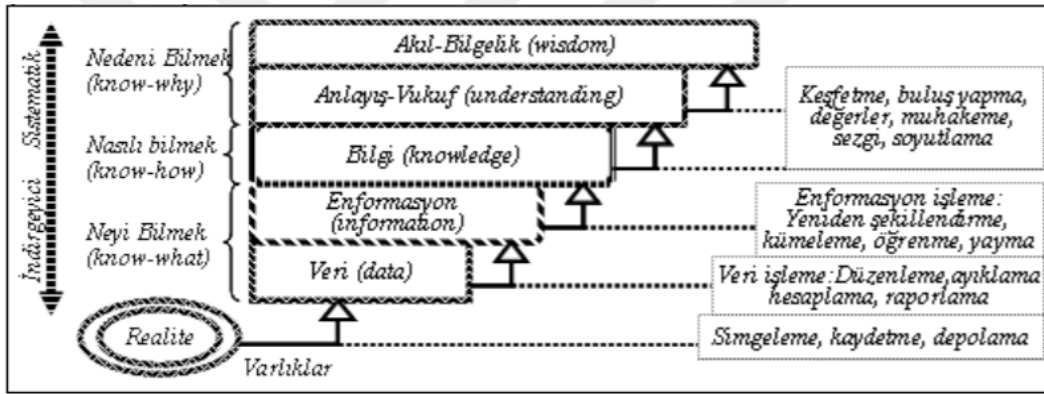 Sistematik
İndirgeyici
Nedeni Bilmek
(know-why)
Nasılı bilmek
(know-how)
Neyi Bilmek
(know-what)
Akıl-Bilgelik (wisdom)
Anlayış-Vukuf (understanding)
Bilgi (knowledge)
Enformasyon
(information)
Veri (data)
Realite
Varlıklar
Keşfetme, buluş yapma,
değerler, muhakeme,
sezgi, soyutlama
Enformasyon işleme:
Yeniden şekillendirme,
kümeleme, öğrenme, yayma
Veri işleme:Düzenleme,ayıklama
hesaplama, raporlama
Simgeleme, kaydetme, depolama